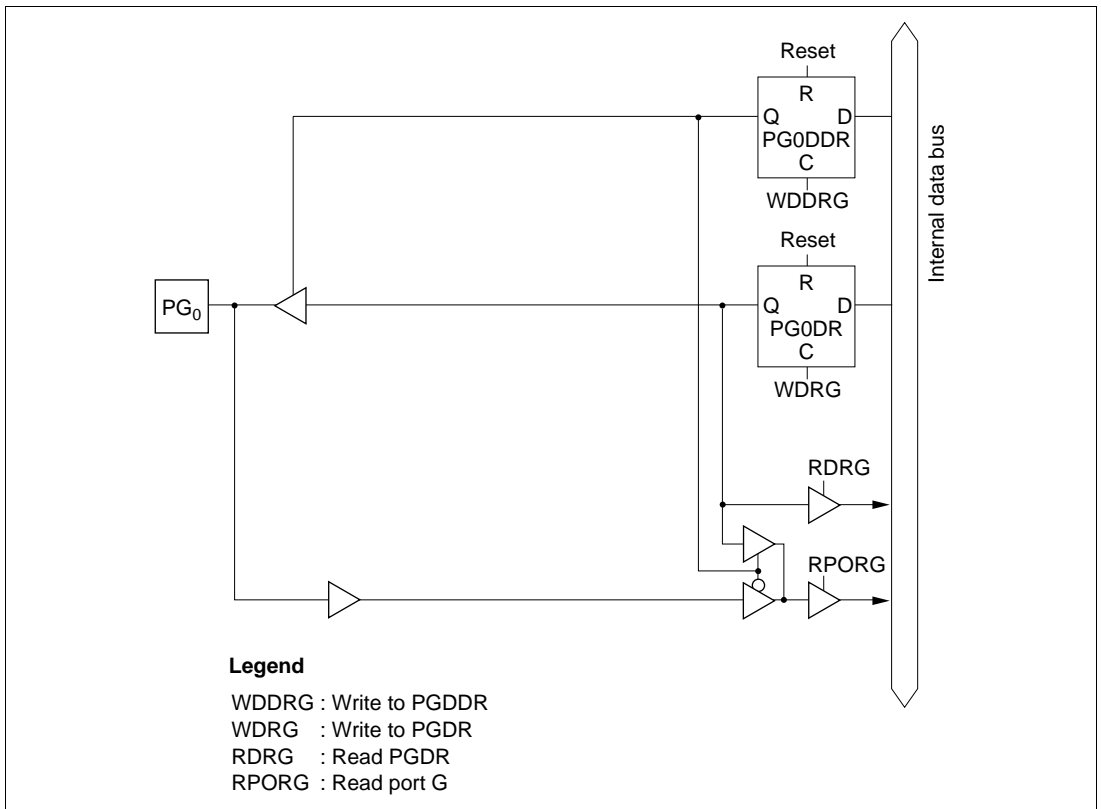 Reset
R
Q D
PG0DDR
C
WDDRG
Internal data bus
Reset
R
PG0
Q D
PG0DR
C
WDRG
RDRG
RPORG
Legend
WDDRG : Write to PGDDR
WDRG : Write to PGDR
RDRG : Read PGDR
RPORG : Read port G